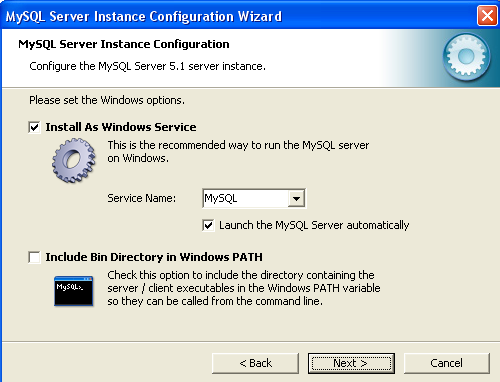 MySQL Server Instance Configuration Wizard
MySQL Server Instance Configuration
Configure the MySQL Server 5.1 server instance.
Please set the Windows options.
Install As Windows Service
This is the recommended way to run the MySQL server
on Windows.
Service Name:
MySQL
Launch the MySQL Server automatically
Include Bin Directory in Windows PATH
MySQL>_
Check this option to include the directory containing the
server / client executables in the Windows PATH variable
so they can be called from the command line.
< Back
Next >
Cancel